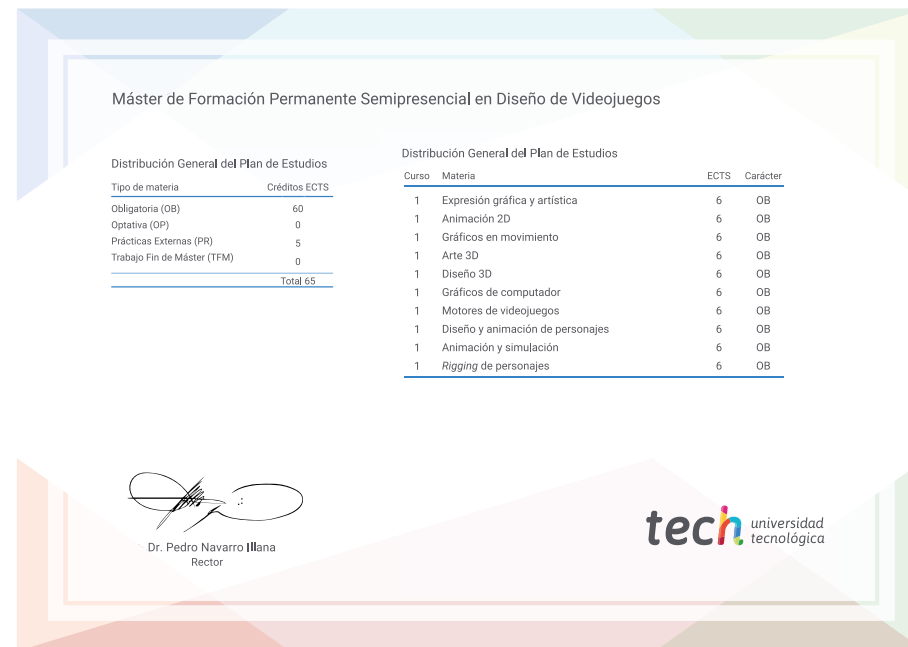 Máster de Formación Permanente Semipresencial en Diseño de Videojuegos
Distribución General del Plan de Estudios
Tipo de materia Créditos ECTS
Obligatoria (OB) 60
Optativa (OP) 0
Prácticas Externas (PR) 5
Trabajo Fin de Máster (TFM) 0
Total 65
Distribución General del Plan de Estudios
Curso Materia ECTS Carácter
1 Expresión gráfica y artística 6 OB
1 Animación 2D 6 OB
1 Gráficos en movimiento 6 OB
1 Arte 3D 6 OB
1 Diseño 3D 6 OB
1 Gráficos de computador 6 OB
1 Motores de videojuegos 6 OB
1 Diseño y animación de personajes 6 OB
1 Animación y simulación 6 OB
1 Rigging de personajes 6 OB
Dr. Pedro Navarro Illana
Rector
tech universidad
tecnológica